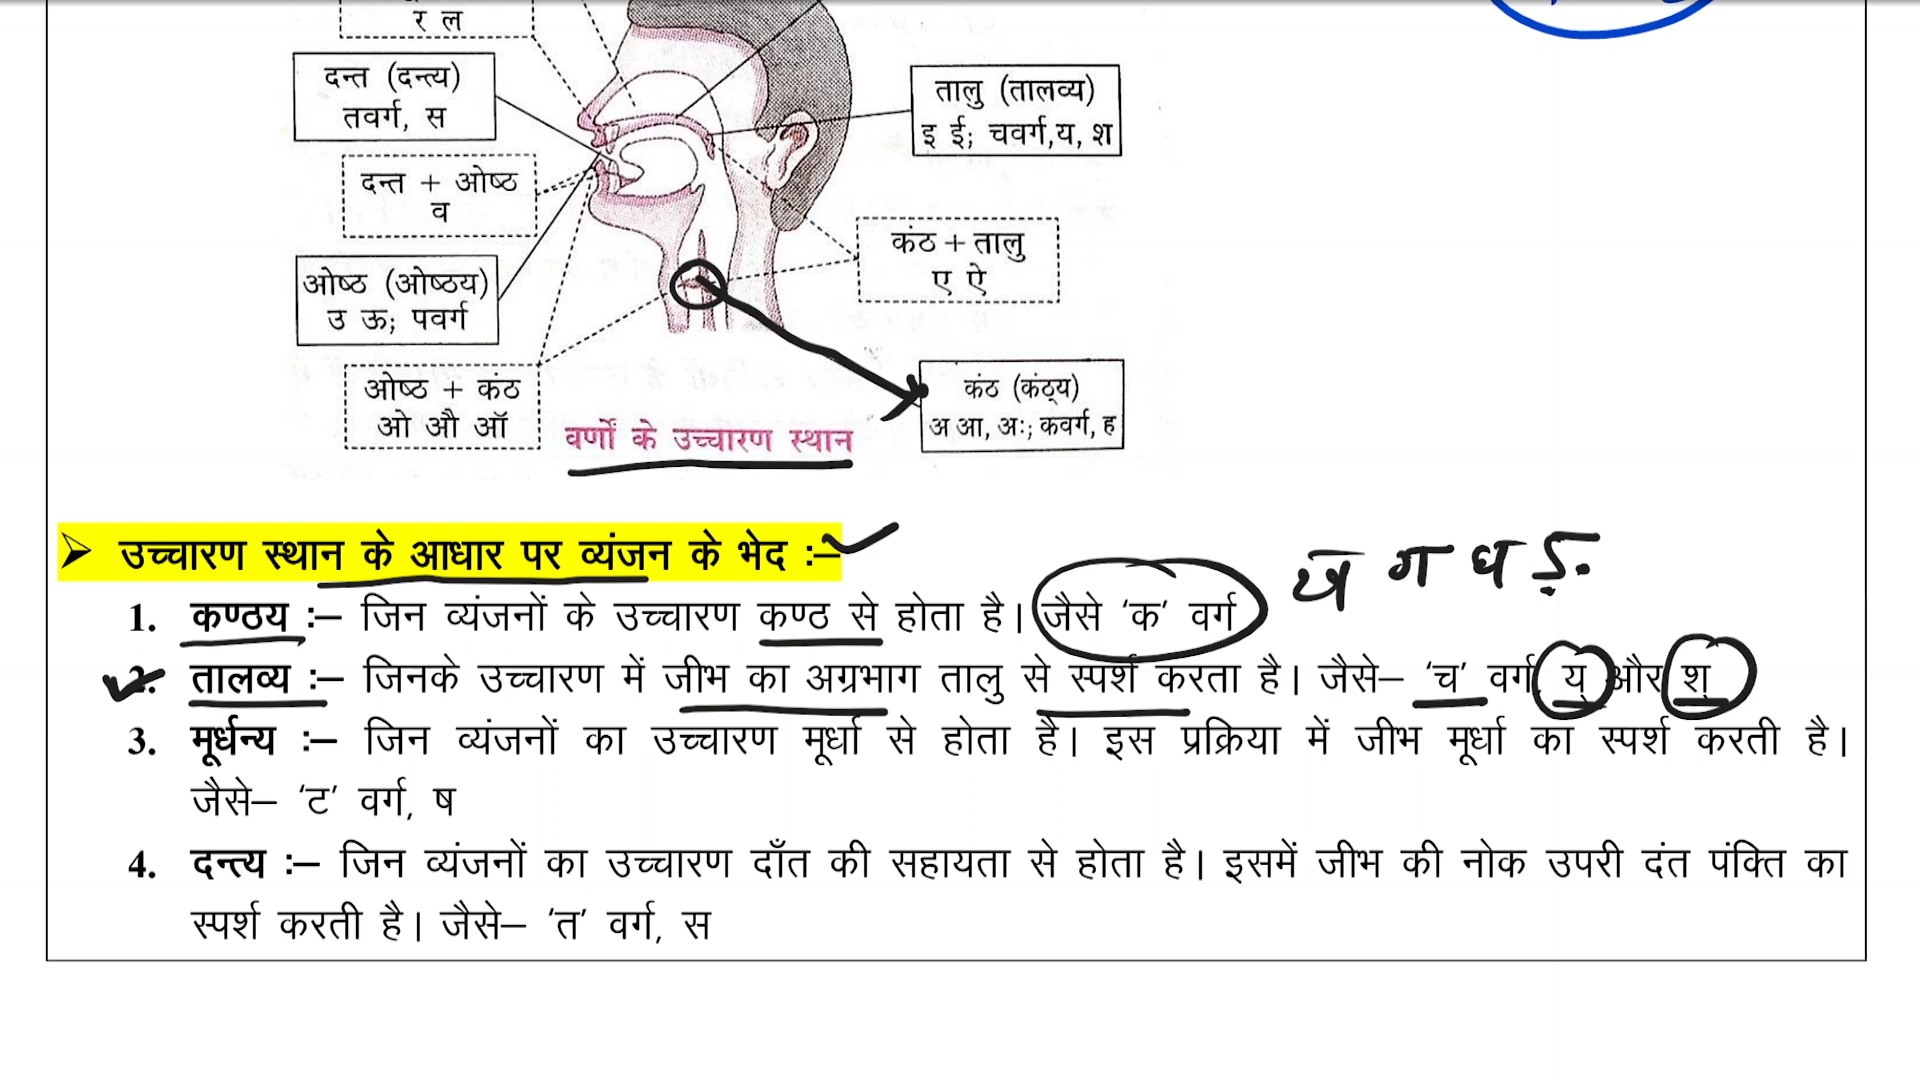 र ल
दन्त (दन्त्य)
तवर्ग, स
तालु (तालव्य)
इ ई; चवर्ग,य, श
दन्त + ओष्ठ
व
कंठ + तालु
ए ऐ
ओष्ठ (ओष्ठय)
उ ऊ; पवर्ग
ओष्ठ + कंठ
ओ औ ऑ
कंठ (कंठ्य)
अ आ, अः; कवर्ग, ह
वर्णों के उच्चारण स्थान
➢ उच्चारण स्थान के आधार पर व्यंजन के भेद :–
ख ग घ ङ
1. कण्ठय :– जिन व्यंजनों के उच्चारण कण्ठ से होता है। जैसे ‘क’ वर्ग
2. तालव्य :– जिनके उच्चारण में जीभ का अग्रभाग तालु से स्पर्श करता है। जैसे– ‘च’ वर्ग य् और श्
3. मूर्धन्य :– जिन व्यंजनों का उच्चारण मूर्धा से होता है। इस प्रक्रिया में जीभ मूर्धा का स्पर्श करती है।
जैसे– ‘ट’ वर्ग, ष
4. दन्त्य :– जिन व्यंजनों का उच्चारण दाँत की सहायता से होता है। इसमें जीभ की नोक उपरी दंत पंक्ति का
स्पर्श करती है। जैसे– ‘त’ वर्ग, स